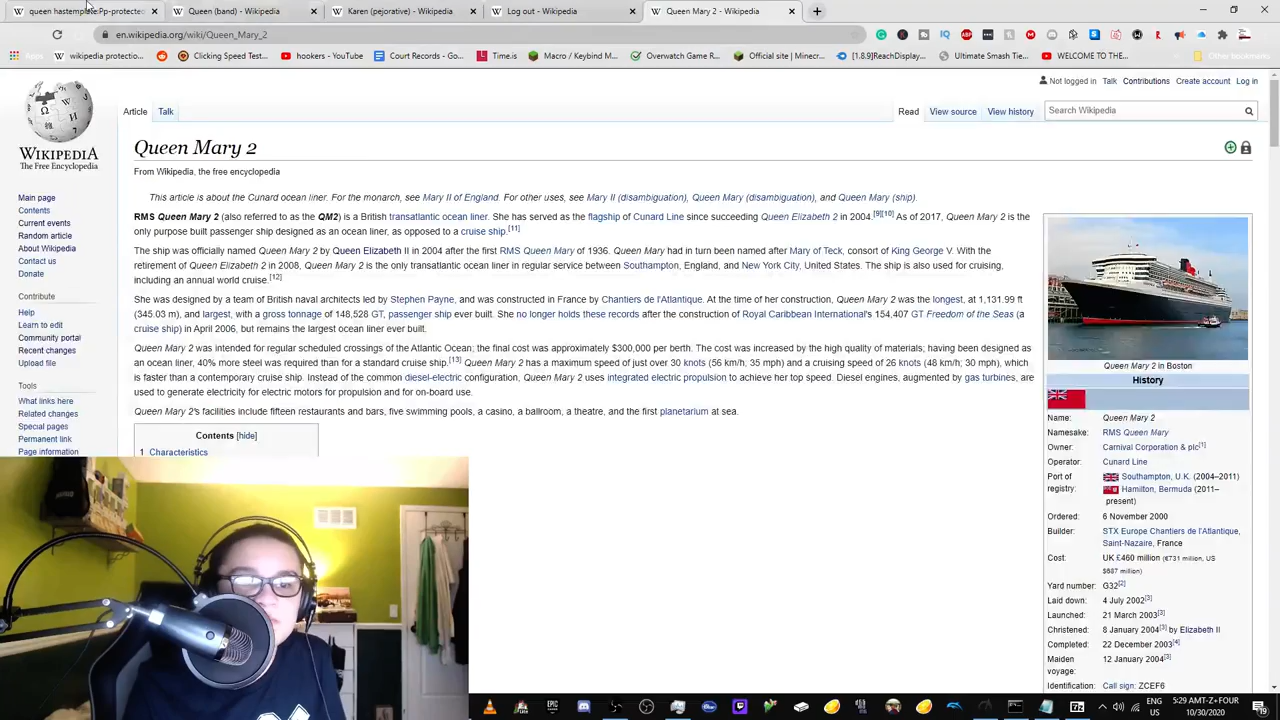 queen hastemplate:Pp-protected
Queen (band) - Wikipedia
Karen (pejorative) - Wikipedia
Log out - Wikipedia
Queen Mary 2 - Wikipedia
en.wikipedia.org/wiki/Queen_Mary_2
Apps
wikipedia protectio...
Clicking Speed Test...
hookers - YouTube
Court Records - Go...
Time.is
Macro / Keybind M...
Overwatch Game R...
Official site | Minecr...
[1.8.9]ReachDisplay...
Ultimate Smash Tier...
WELCOME TO THE...
Other bookmarks
Not logged in Talk Contributions Create account Log in
Article Talk
Read View source View history
Search Wikipedia
WIKIPEDIA
The Free Encyclopedia
Main page
Contents
Current events
Random article
About Wikipedia
Contact us
Donate
Contribute
Help
Learn to edit
Community portal
Recent changes
Upload file
Tools
What links here
Related changes
Special pages
Permanent link
Page information
Queen Mary 2
From Wikipedia, the free encyclopedia
This article is about the Cunard ocean liner. For the monarch, see Mary II of England. For other uses, see Mary II (disambiguation), Queen Mary (disambiguation), and Queen Mary (ship).
RMS Queen Mary 2 (also referred to as the QM2) is a British transatlantic ocean liner. She has served as the flagship of Cunard Line since succeeding Queen Elizabeth 2 in 2004.[9][10] As of 2017, Queen Mary 2 is the
only purpose built passenger ship designed as an ocean liner, as opposed to a cruise ship.[11]
The ship was officially named Queen Mary 2 by Queen Elizabeth II in 2004 after the first RMS Queen Mary of 1936. Queen Mary had in turn been named after Mary of Teck, consort of King George V. With the
retirement of Queen Elizabeth 2 in 2008, Queen Mary 2 is the only transatlantic ocean liner in regular service between Southampton, England, and New York City, United States. The ship is also used for cruising,
including an annual world cruise.[12]
She was designed by a team of British naval architects led by Stephen Payne, and was constructed in France by Chantiers de l'Atlantique. At the time of her construction, Queen Mary 2 was the longest, at 1,131.99 ft
(345.03 m), and largest, with a gross tonnage of 148,528 GT, passenger ship ever built. She no longer holds these records after the construction of Royal Caribbean International's 154,407 GT Freedom of the Seas (a
cruise ship) in April 2006, but remains the largest ocean liner ever built.
Queen Mary 2 was intended for regular scheduled crossings of the Atlantic Ocean; the final cost was approximately $300,000 per berth. The cost was increased by the high quality of materials; having been designed as
an ocean liner, 40% more steel was required than for a standard cruise ship.[13] Queen Mary 2 has a maximum speed of just over 30 knots (56 km/h; 35 mph) and a cruising speed of 26 knots (48 km/h; 30 mph), which
is faster than a contemporary cruise ship. Instead of the common diesel-electric configuration, Queen Mary 2 uses integrated electric propulsion to achieve her top speed. Diesel engines, augmented by gas turbines, are
used to generate electricity for electric motors for propulsion and for on-board use.
Queen Mary 2's facilities include fifteen restaurants and bars, five swimming pools, a casino, a ballroom, a theatre, and the first planetarium at sea.
Contents [hide]
1 Characteristics
Queen Mary 2 in Boston
History
Name: Queen Mary 2
Namesake: RMS Queen Mary
Owner: Carnival Corporation & plc[1]
Operator: Cunard Line
Port of registry: Southampton, U.K. (2004–2011)
Hamilton, Bermuda (2011–
present)
Ordered: 6 November 2000
Builder: STX Europe Chantiers de l'Atlantique,
Saint-Nazaire, France
Cost: UK £460 million (€731 million, US
$687 million)
Yard number: G32[2]
Laid down: 4 July 2002[3]
Launched: 21 March 2003[3]
Christened: 8 January 2004[3] by Elizabeth II
Completed: 22 December 2003[4]
Maiden voyage: 12 January 2004[3]
Identification: Call sign: ZCEF6
ENG
US
5:29 AMT-Z+FOUR
10/30/2020